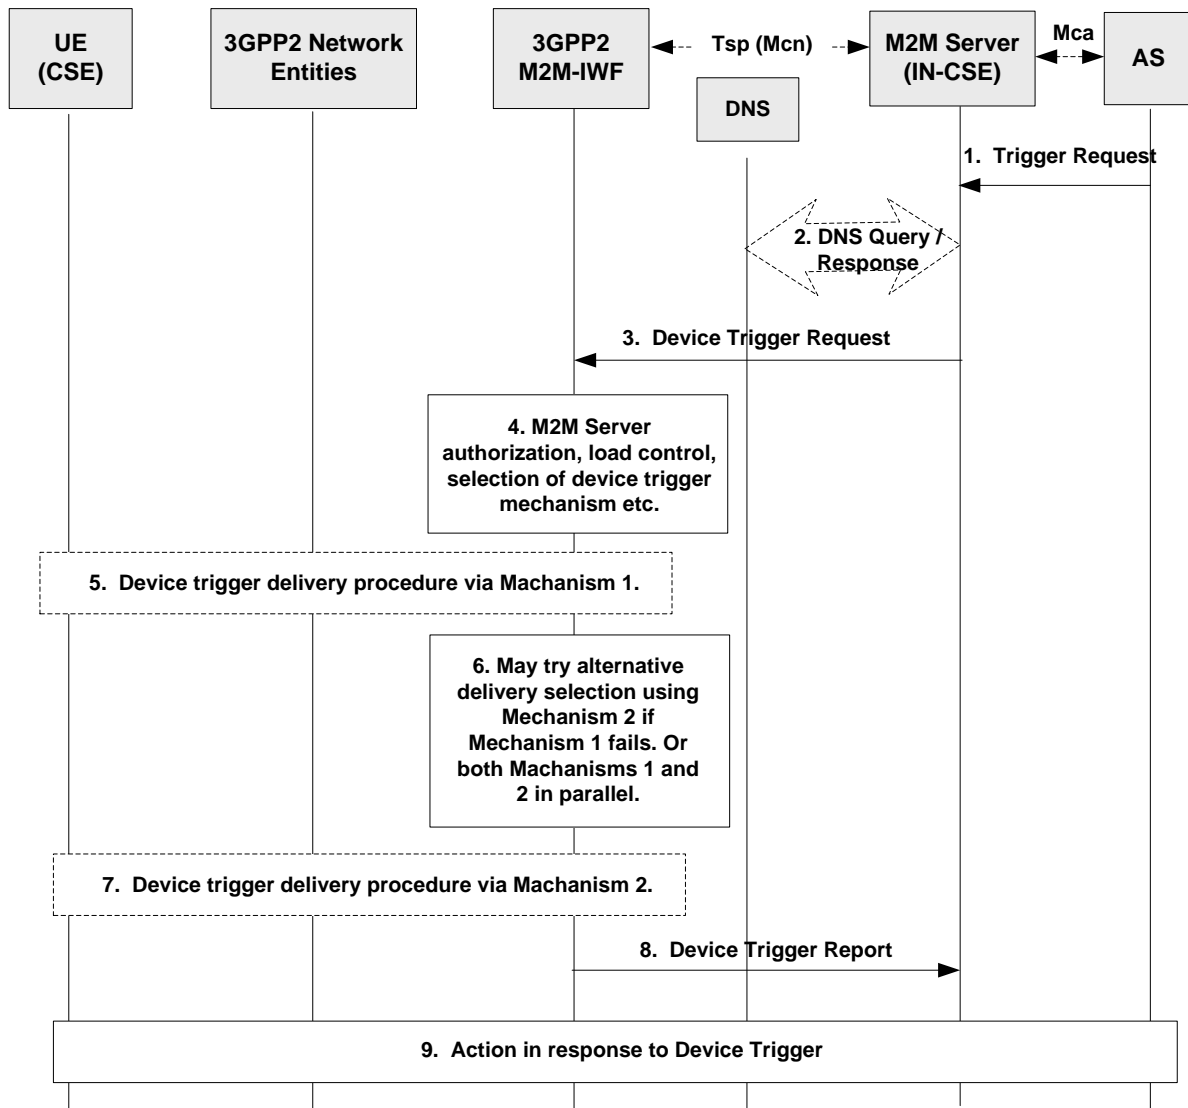 UE
(CSE)
3GPP2 Network
Entities
3GPP2
M2M-IWF
Tsp (Mcn)
M2M Server
(IN-CSE)
Mca
AS
DNS
1.  Trigger Request
2. DNS Query /
Response
3.  Device Trigger Request
4. M2M Server
authorization, load control,
selection of device trigger
mechanism etc.
5.  Device trigger delivery procedure via Machanism 1.
6. May try alternative
delivery selection using
Mechanism 2 if
Mechanism 1 fails. Or
both Machanisms 1 and
2 in parallel.
7.  Device trigger delivery procedure via Machanism 2.
8.  Device Trigger Report
9.  Action in response to Device Trigger